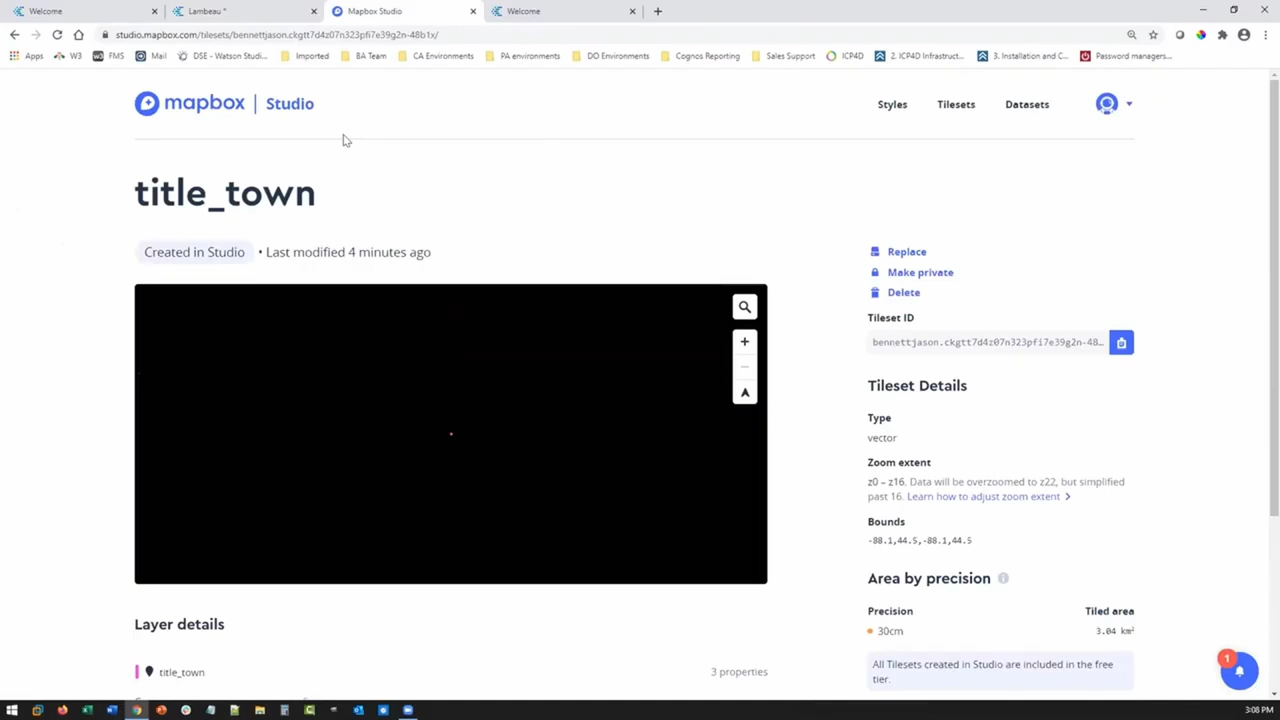 Welcome
Lambeau *
Mapbox Studio
Welcome
studio.mapbox.com/tilesets/bennettjason.ckgtt7d4z07n323pfi7e39g2n-48b1x/
Apps
W3
FMS
Mail
DSE - Watson Studi...
Imported
BA Team
CA Environments
PA environments
DO Environments
Cognos Reporting
Sales Support
ICP4D
2. ICP4D Infrastruct...
3. Installation and C...
Password managers...
mapbox | Studio
Styles
Tilesets
Datasets
title_town
Created in Studio • Last modified 4 minutes ago
Replace
Make private
Delete
Tileset ID
bennettjason.ckgtt7d4z07n323pfi7e39g2n-48…
Tileset Details
Type
vector
Zoom extent
z0 – z16. Data will be overzoomed to z22, but simplified
past 16. Learn how to adjust zoom extent
Bounds
-88.1,44.5,-88.1,44.5
Area by precision
Precision
Tiled area
30cm
3.04 km²
All Tilesets created in Studio are included in the free
tier.
Layer details
title_town
3 properties
1
3:08 PM